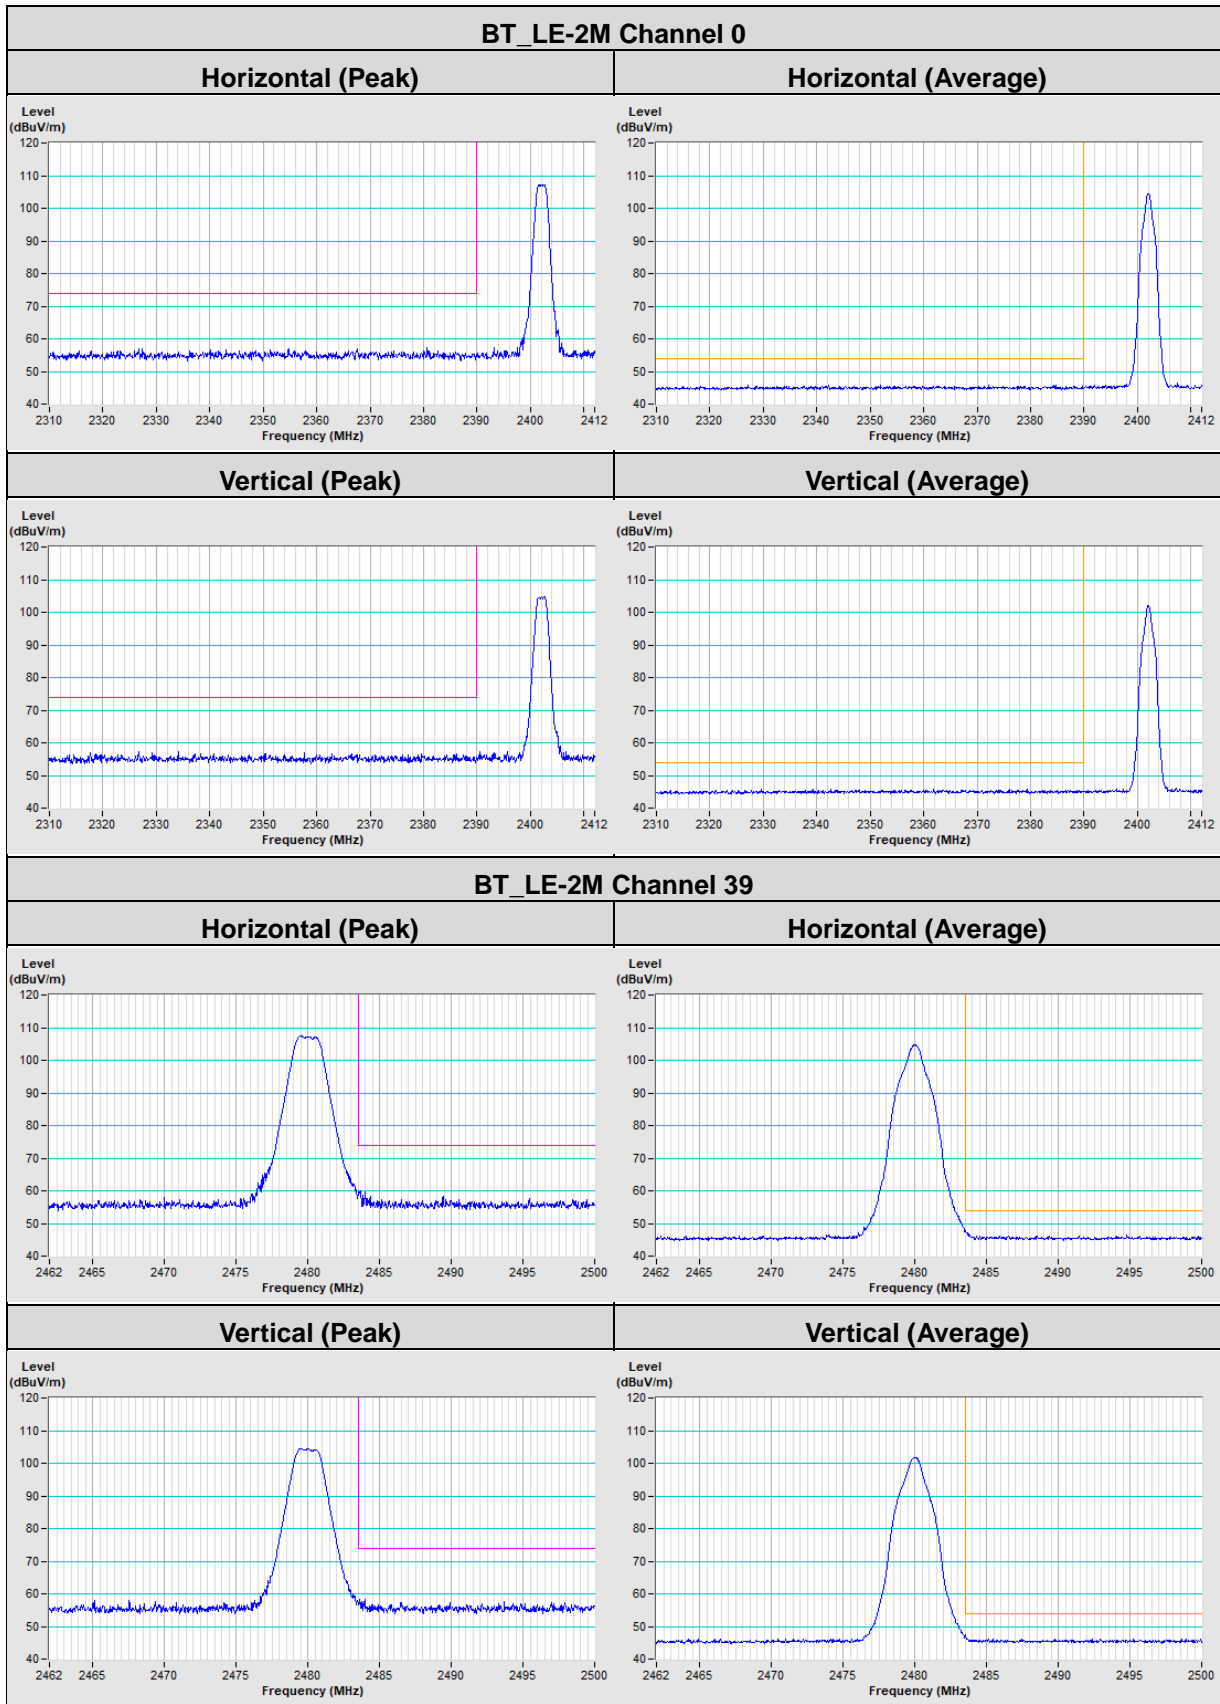 BT_LE-2M Channel 0
Horizontal (Peak) Horizontal (Average)
Level Level
(dBuV/m) (dBuV/m)
120 120
110 110
100 100
90 90
80 80
70 70
60 60
50 50
40 40
2310 2320 2330 2340 2350 2360 2370 2380 2390 2400 2412 2310 2320 2330 2340 2350 2360 2370 2380 2390 2400 2412
Frequency (MHz) Frequency (MHz)
Vertical (Peak) Vertical (Average)
Level Level
(dBuV/m) (dBuV/m)
120 120
110 110
100 100
90 90
80 80
70 70
60 60
50 50
40 40
2310 2320 2330 2340 2350 2360 2370 2380 2390 2400 2412 2310 2320 2330 2340 2350 2360 2370 2380 2390 2400 2412
Frequency (MHz) Frequency (MHz)
BT_LE-2M Channel 39
Horizontal (Peak) Horizontal (Average)
Level Level
(dBuV/m) (dBuV/m)
120 120
110 110
100 100
90 90
80 80
70 70
60 60
50 50
40 40
2462 2465 2470 2475 2480 2485 2490 2495 2500 2462 2465 2470 2475 2480 2485 2490 2495 2500
Frequency (MHz) Frequency (MHz)
Vertical (Peak) Vertical (Average)
Level Level
(dBuV/m) (dBuV/m)
120 120
110 110
100 100
90 90
80 80
70 70
60 60
50 50
40 40
2462 2465 2470 2475 2480 2485 2490 2495 2500 2462 2465 2470 2475 2480 2485 2490 2495 2500
Frequency (MHz) Frequency (MHz)